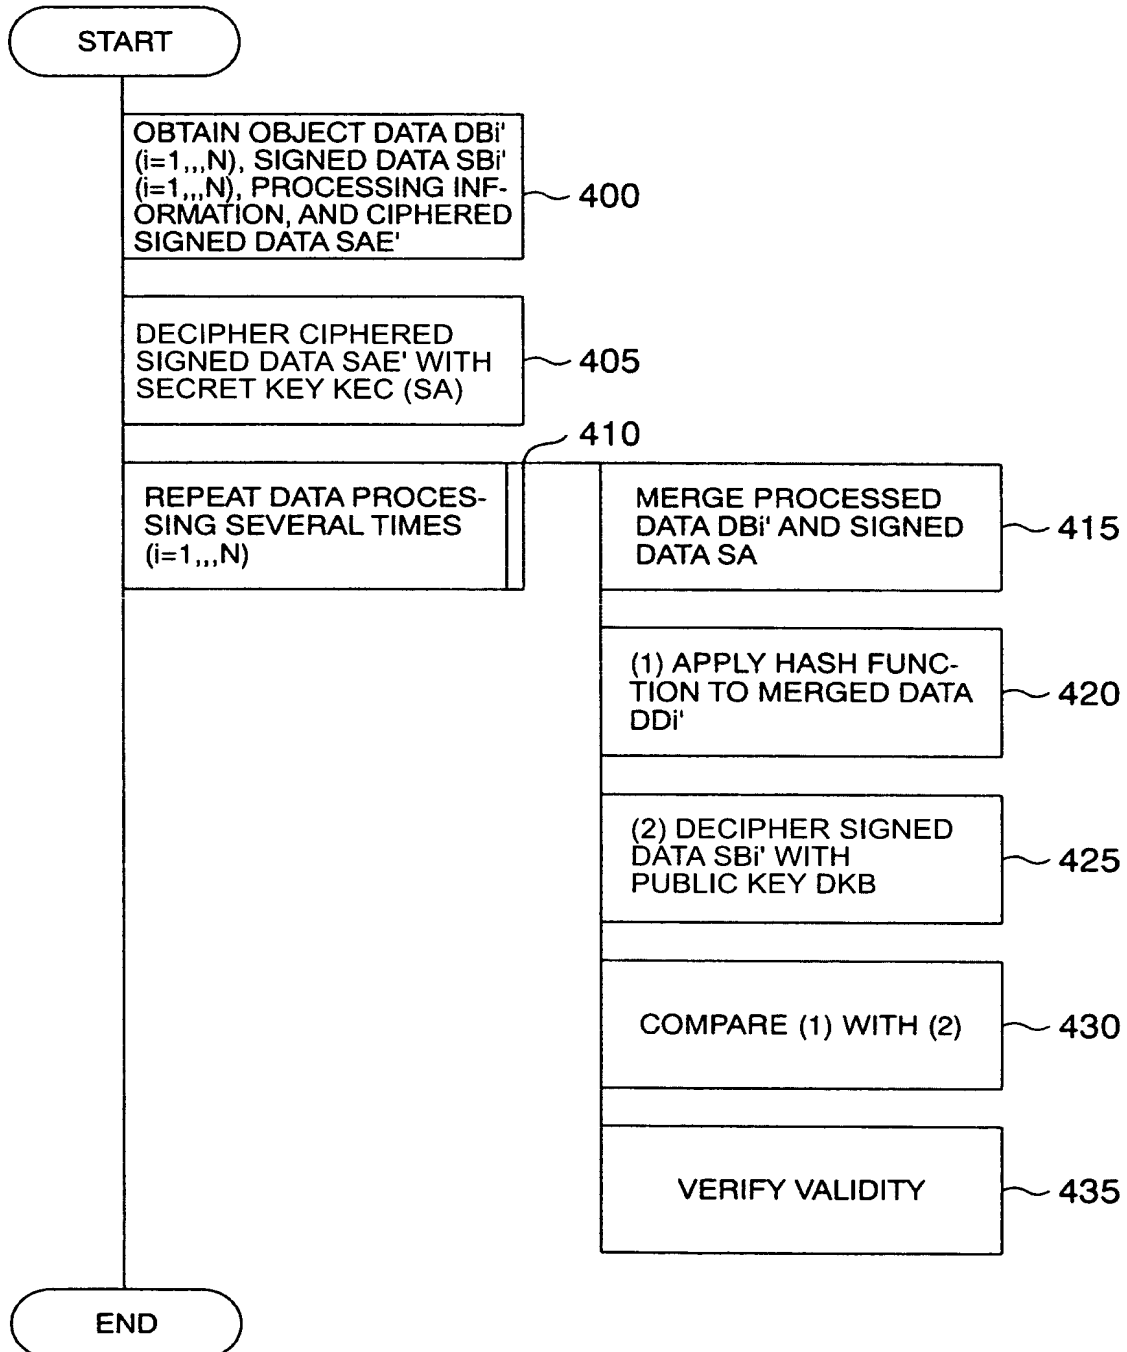 START
OBTAIN OBJECT DATA DBi'
(i=1,,,N), SIGNED DATA SBi'
(i=1,,,N), PROCESSING INF-
ORMATION, AND CIPHERED
SIGNED DATA SAE'
400
DECIPHER CIPHERED
SIGNED DATA SAE' WITH
SECRET KEY KEC (SA)
405
410
REPEAT DATA PROCES-
SING SEVERAL TIMES
(i=1,,,N)
MERGE PROCESSED
DATA DBi' AND SIGNED
DATA SA
415
(1) APPLY HASH FUNC-
TION TO MERGED DATA
DDi'
420
(2) DECIPHER SIGNED
DATA SBi' WITH
PUBLIC KEY DKB
425
COMPARE (1) WITH (2)
430
VERIFY VALIDITY
435
END